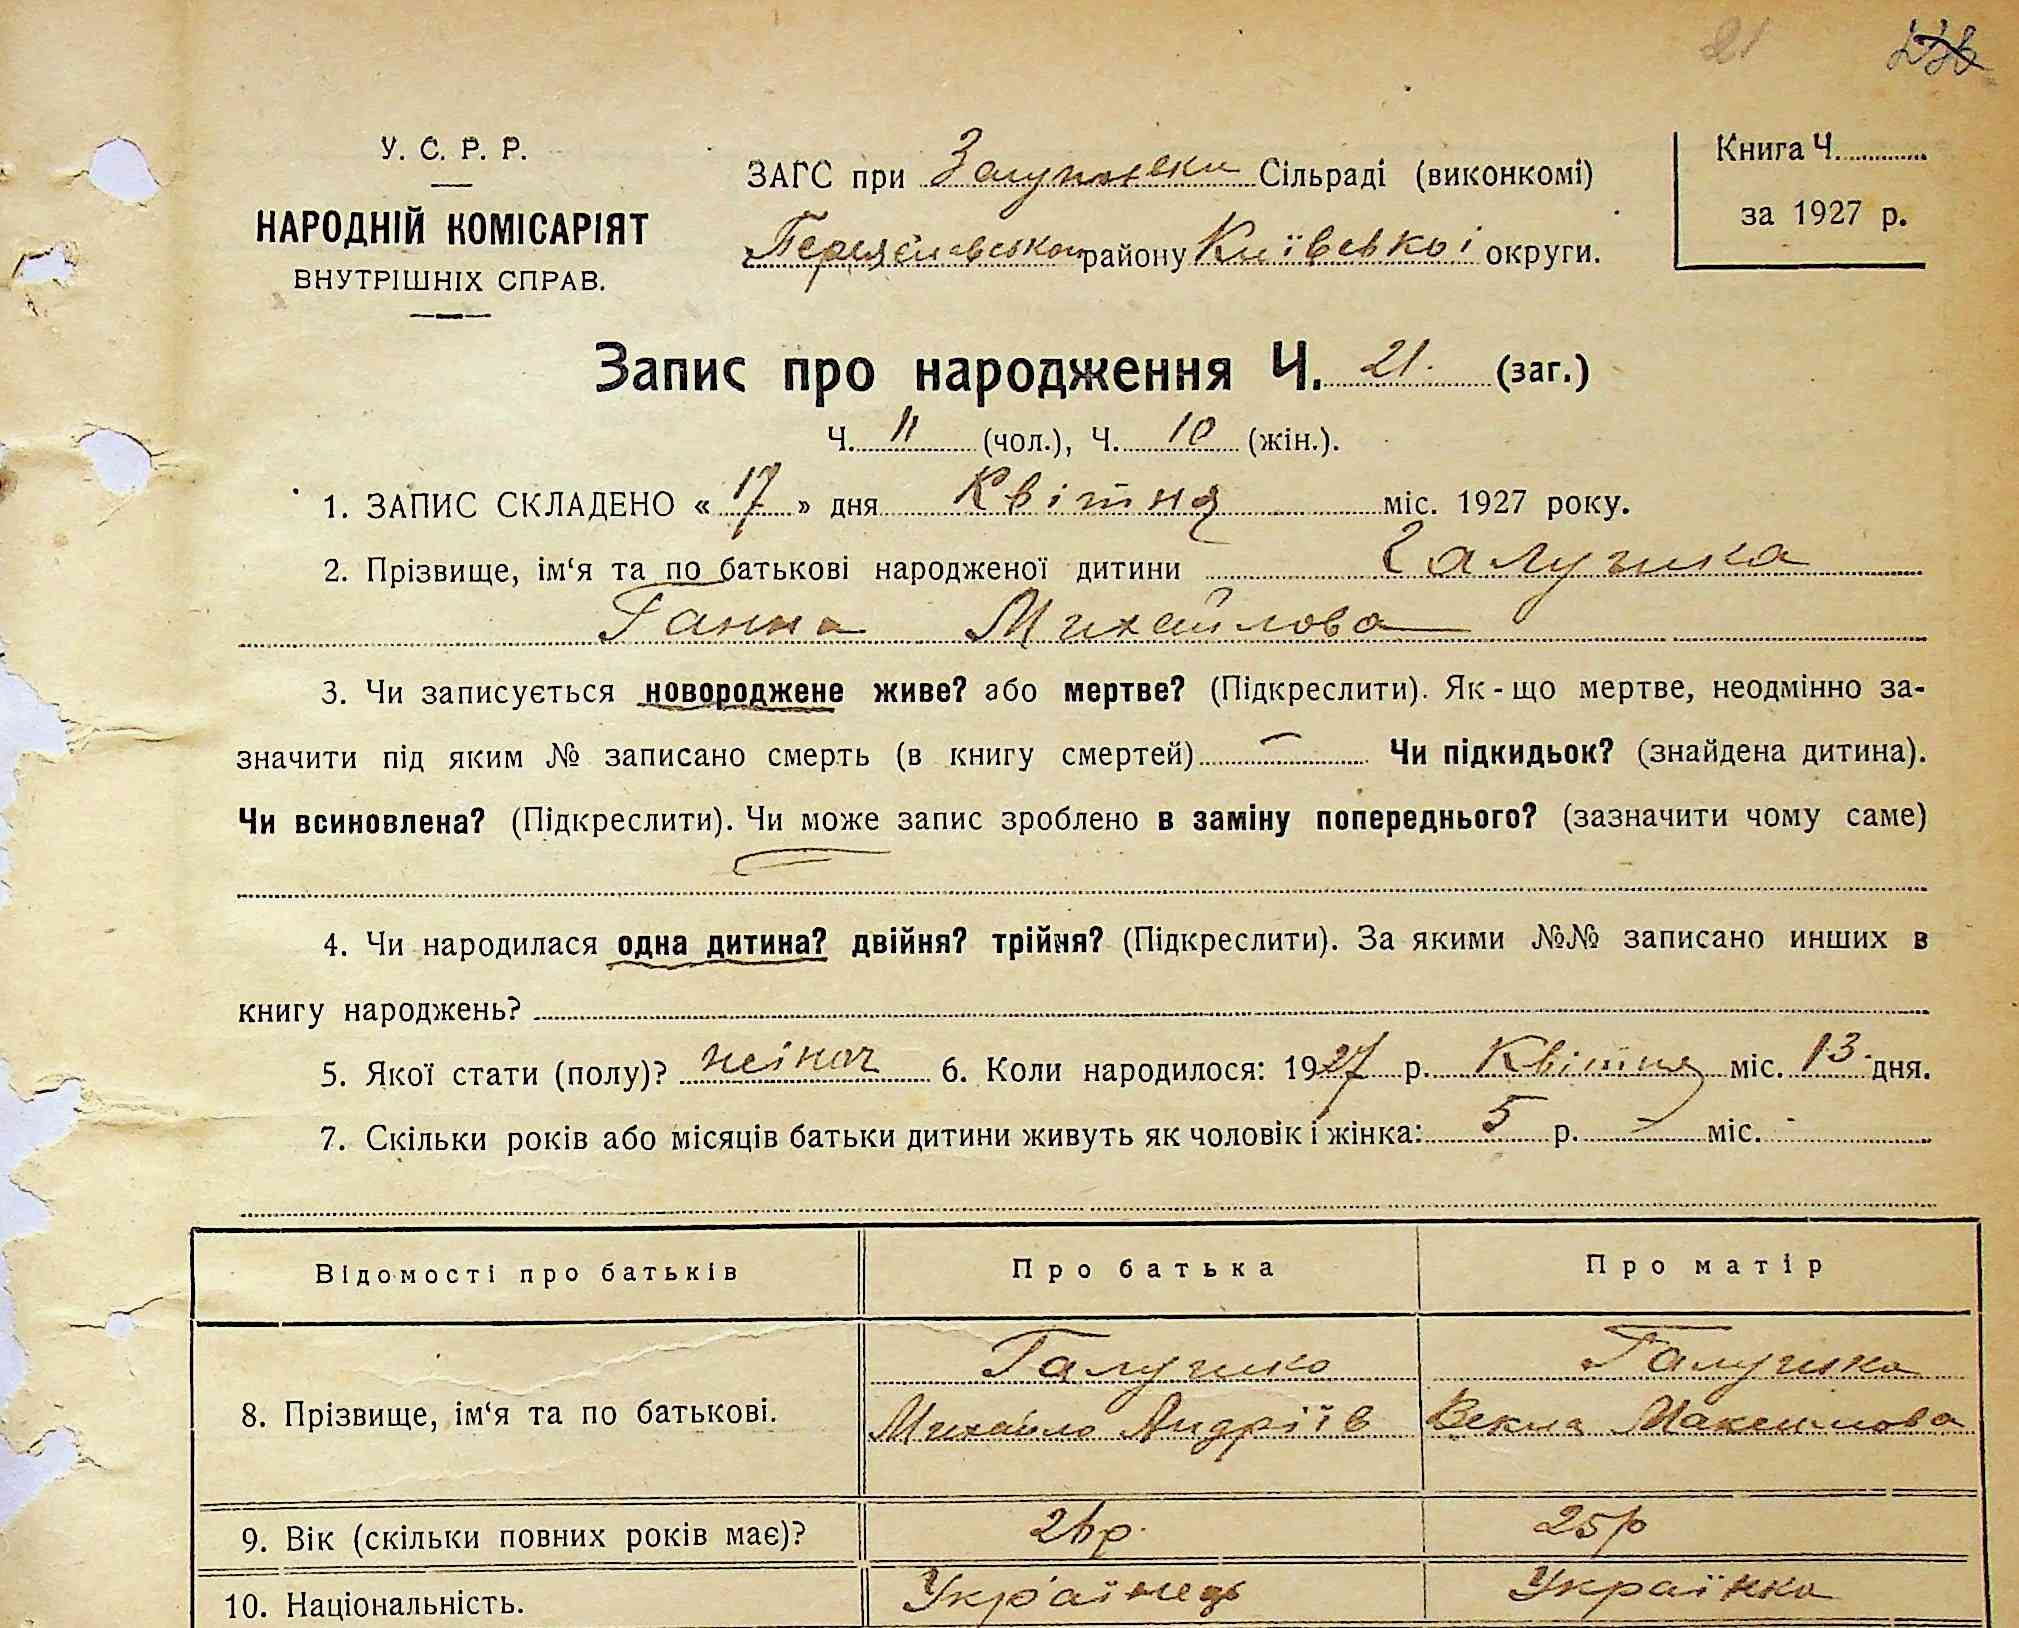 21
У. С. Р. Р.
НАРОДНІЙ КОМІСАРІЯТ
ВНУТРІШНІХ СПРАВ.
ЗАГС при Сільраді (виконкомі)
району Київської округи.
Книга Ч.
за 1927 р.
Запис про народження Ч. 21. (заг.)
Ч. 11 (чол.), Ч. 10 (жін.).
1. ЗАПИС СКЛАДЕНО « 17 » дня Квітня міс. 1927 року.
2. Прізвище, ім‘я та по батькові народженої дитини Галушка
Ганна Михайлова
3. Чи записується новороджене живе? або мертве? (Підкреслити). Як-що мертве, неодмінно за-
значити під яким № записано смерть (в книгу смертей) — Чи підкидьок? (знайдена дитина).
Чи всиновлена? (Підкреслити). Чи може запис зроблено в заміну попереднього? (зазначити чому саме)
4. Чи народилася одна дитина? двійня? трійня? (Підкреслити). За якими №№ записано инших в
книгу народжень?
5. Якої стати (полу)? жіноч 6. Коли народилося: 1927 р. Квітня міс. 13 дня.
7. Скільки років або місяців батьки дитини живуть як чоловік і жінка: 5 р. — міс. -
Відомості про батьків
Про батька
Про матір
8. Прізвище, ім‘я та по батькові.
Галушко
Михайло Андріїв
Галушка
Векла Максимова
9. Вік (скільки повних років має)?
26р.
25р
10. Національність.
Українець
Українка